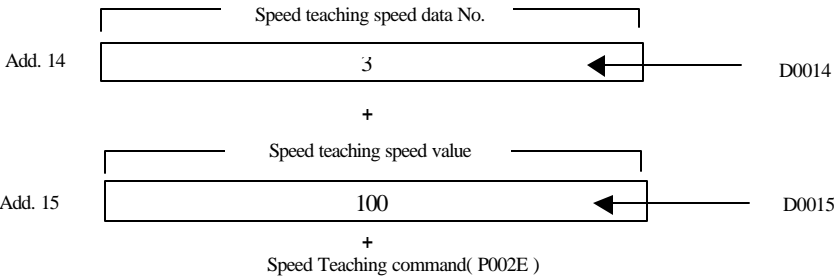 Speed teaching speed data No.
Add. 14 3 D0014
+
Speed teaching speed value
Add. 15 100 D0015
+
Speed Teaching command( P002E )